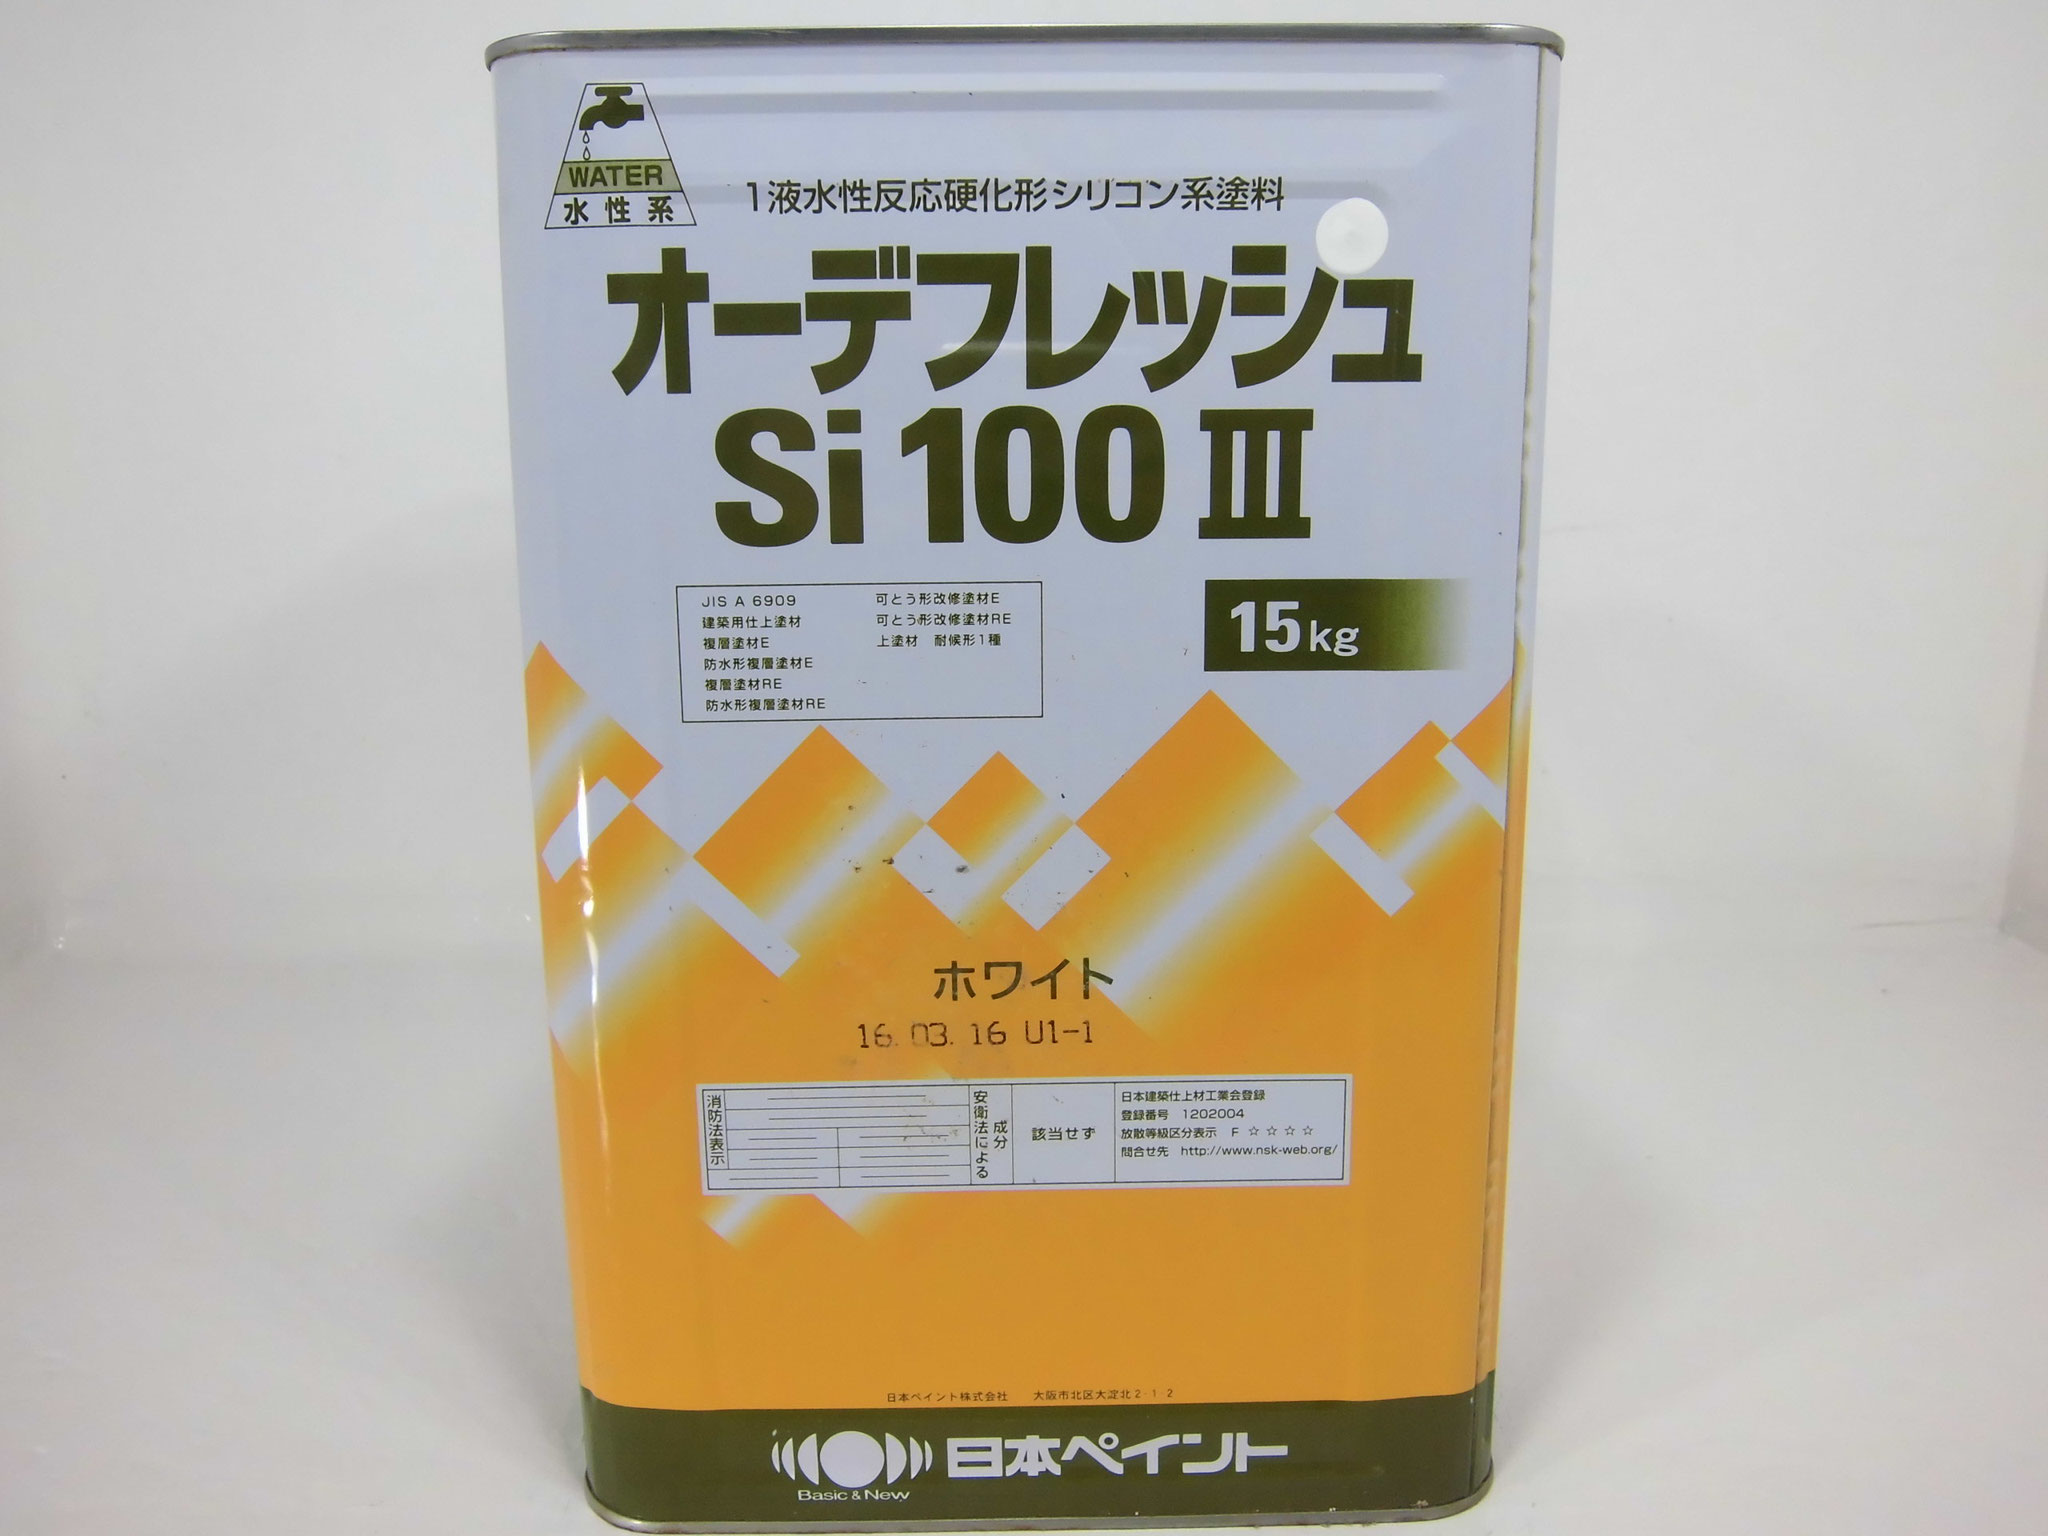 WATER
水性系
1液水性反応硬化形シリコン系塗料
オーデフレッシュ
Si 100 III
JIS A 6909
建築用仕上塗材
複層塗材E
防水形複層塗材E
複層塗材RE
防水形複層塗材RE
可とう形改修塗材E
可とう形改修塗材RE
上塗材 耐候形1種
15kg
ホワイト
16.03.16 U1-1
消防法表示
安衛法による
成分
該当せず
日本建築仕上材工業会登録
登録番号 1202004
放散等級区分表示 F ☆☆☆☆
問合せ先 http://www.nsk-web.org/
日本ペイント株式会社 大阪市北区大淀北2-1-2
日本ペイント
Basic & New